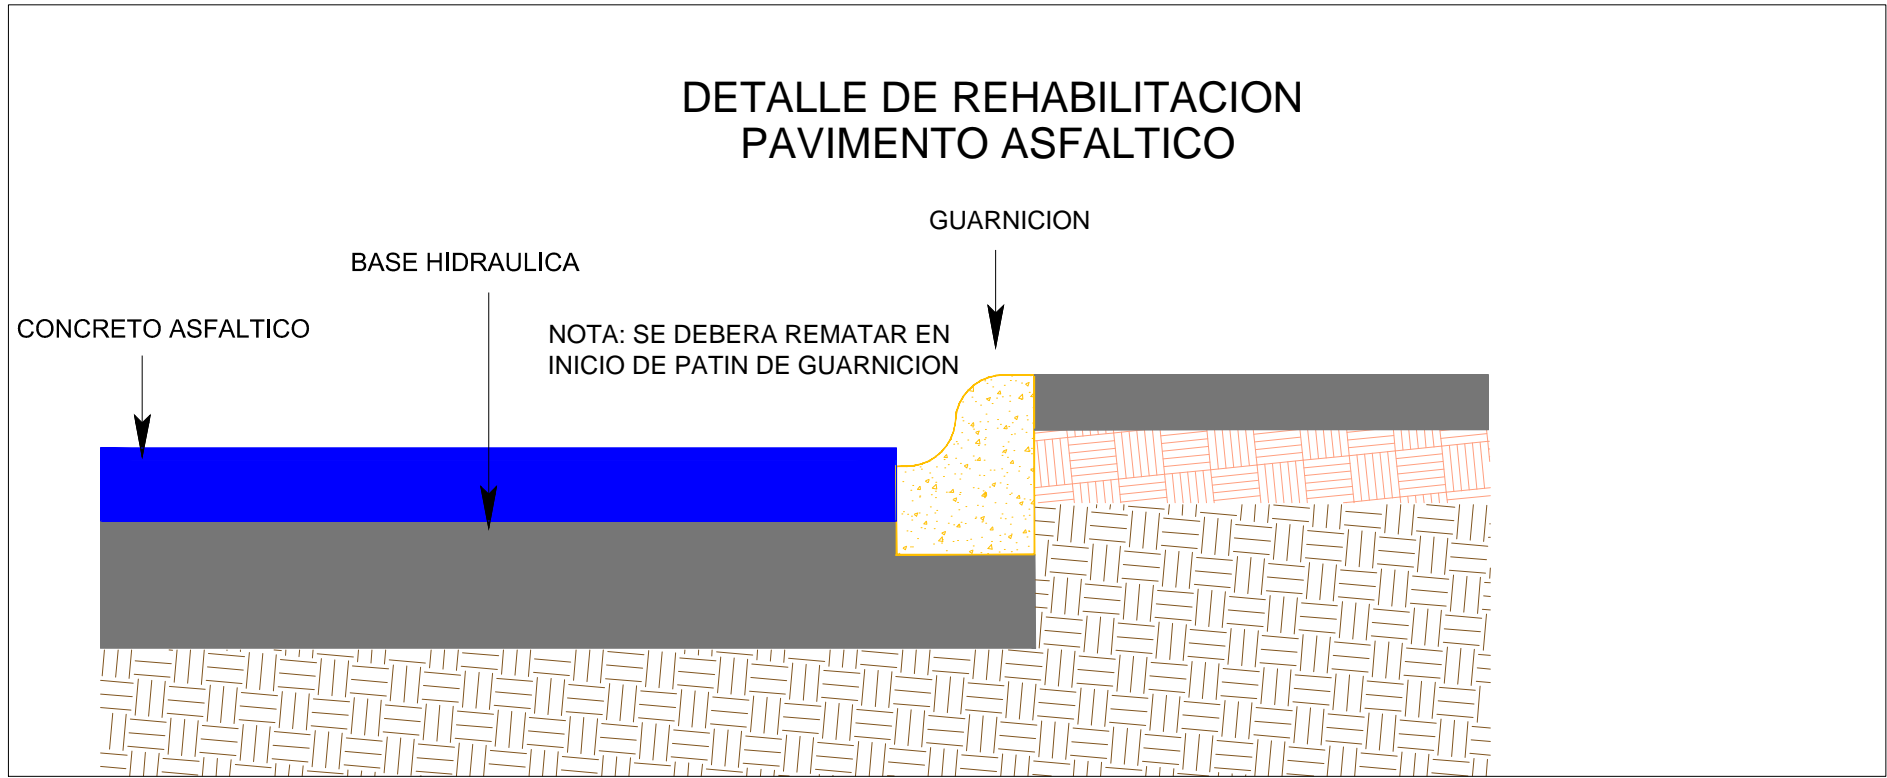 DETALLE DE REHABILITACION
PAVIMENTO ASFALTICO
GUARNICION
BASE HIDRAULICA
CONCRETO ASFALTICO
NOTA: SE DEBERA REMATAR EN
INICIO DE PATIN DE GUARNICION